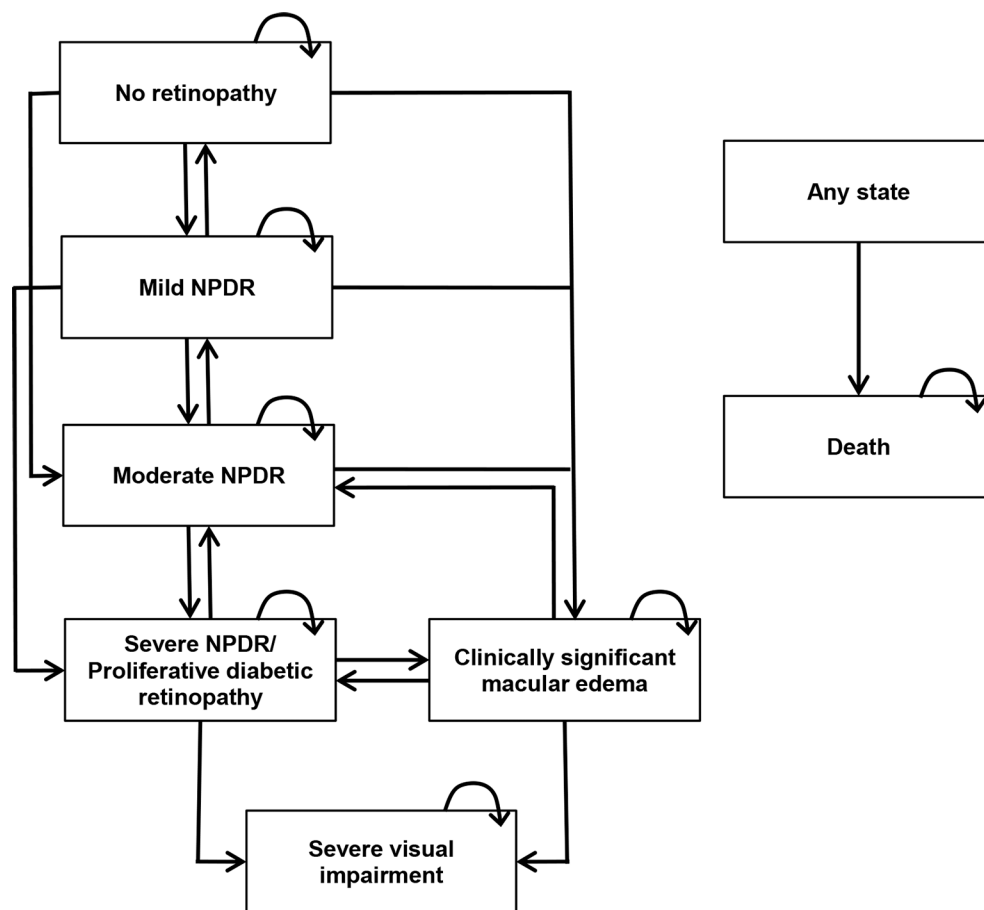 No retinopathy
Any state
Mild NPDR
Death
Moderate NPDR
Severe NPDR/
Proliferative diabetic
retinopathy
Clinically significant
macular edema
Severe visual
impairment